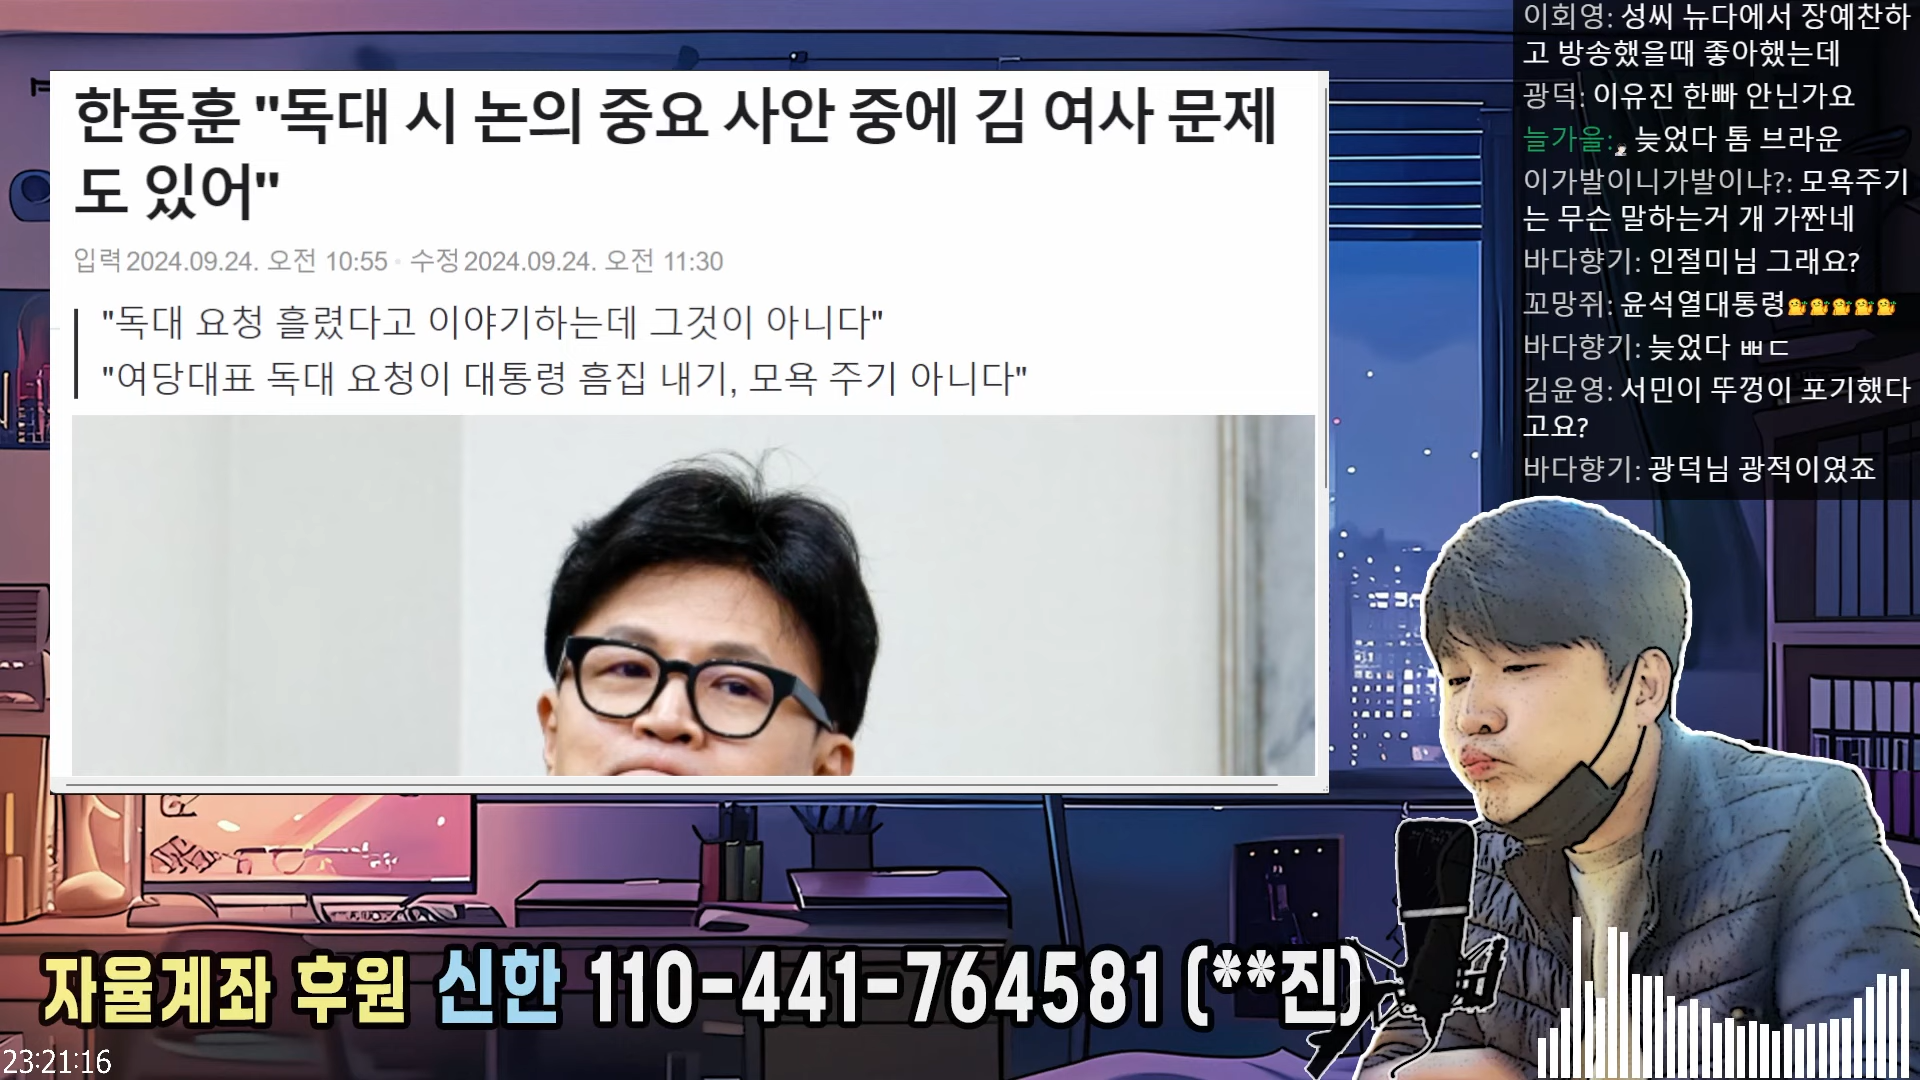 한동훈 "독대 시 논의 중요 사안 중에 김 여사 문제
도 있어"
입력 2024.09.24. 오전 10:55 · 수정 2024.09.24. 오전 11:30
"독대 요청 흘렸다고 이야기하는데 그것이 아니다"
"여당대표 독대 요청이 대통령 흠집 내기, 모욕 주기 아니다"
이회영: 성씨 뉴다에서 장예찬하
고 방송했을때 좋아했는데
광덕: 이유진 한빠 안닌가요
늘가을: 늦었다 톰 브라운
이가발이니가발이냐?: 모욕주기
는 무슨 말하는거 개 가짠네
바다향기: 인절미님 그래요?
꼬망쥐: 윤석열대통령
바다향기: 늦었다 ㅃㄷ
김윤영: 서민이 뚜껑이 포기했다
고요?
바다향기: 광덕님 광적이였죠
자율계좌 후원 신한 110-441-764581 (**진)
23:21:16